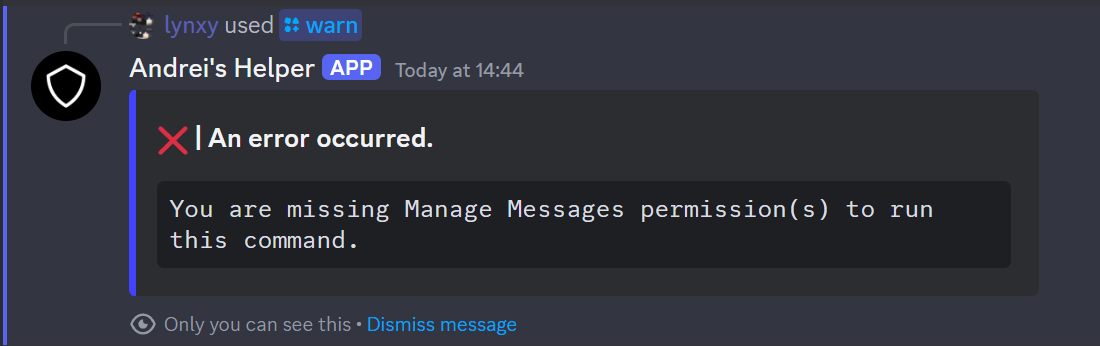 lynxy used warn
Andrei's Helper APP Today at 14:44
| An error occurred.
You are missing Manage Messages permission(s) to run
this command.
Only you can see this • Dismiss message